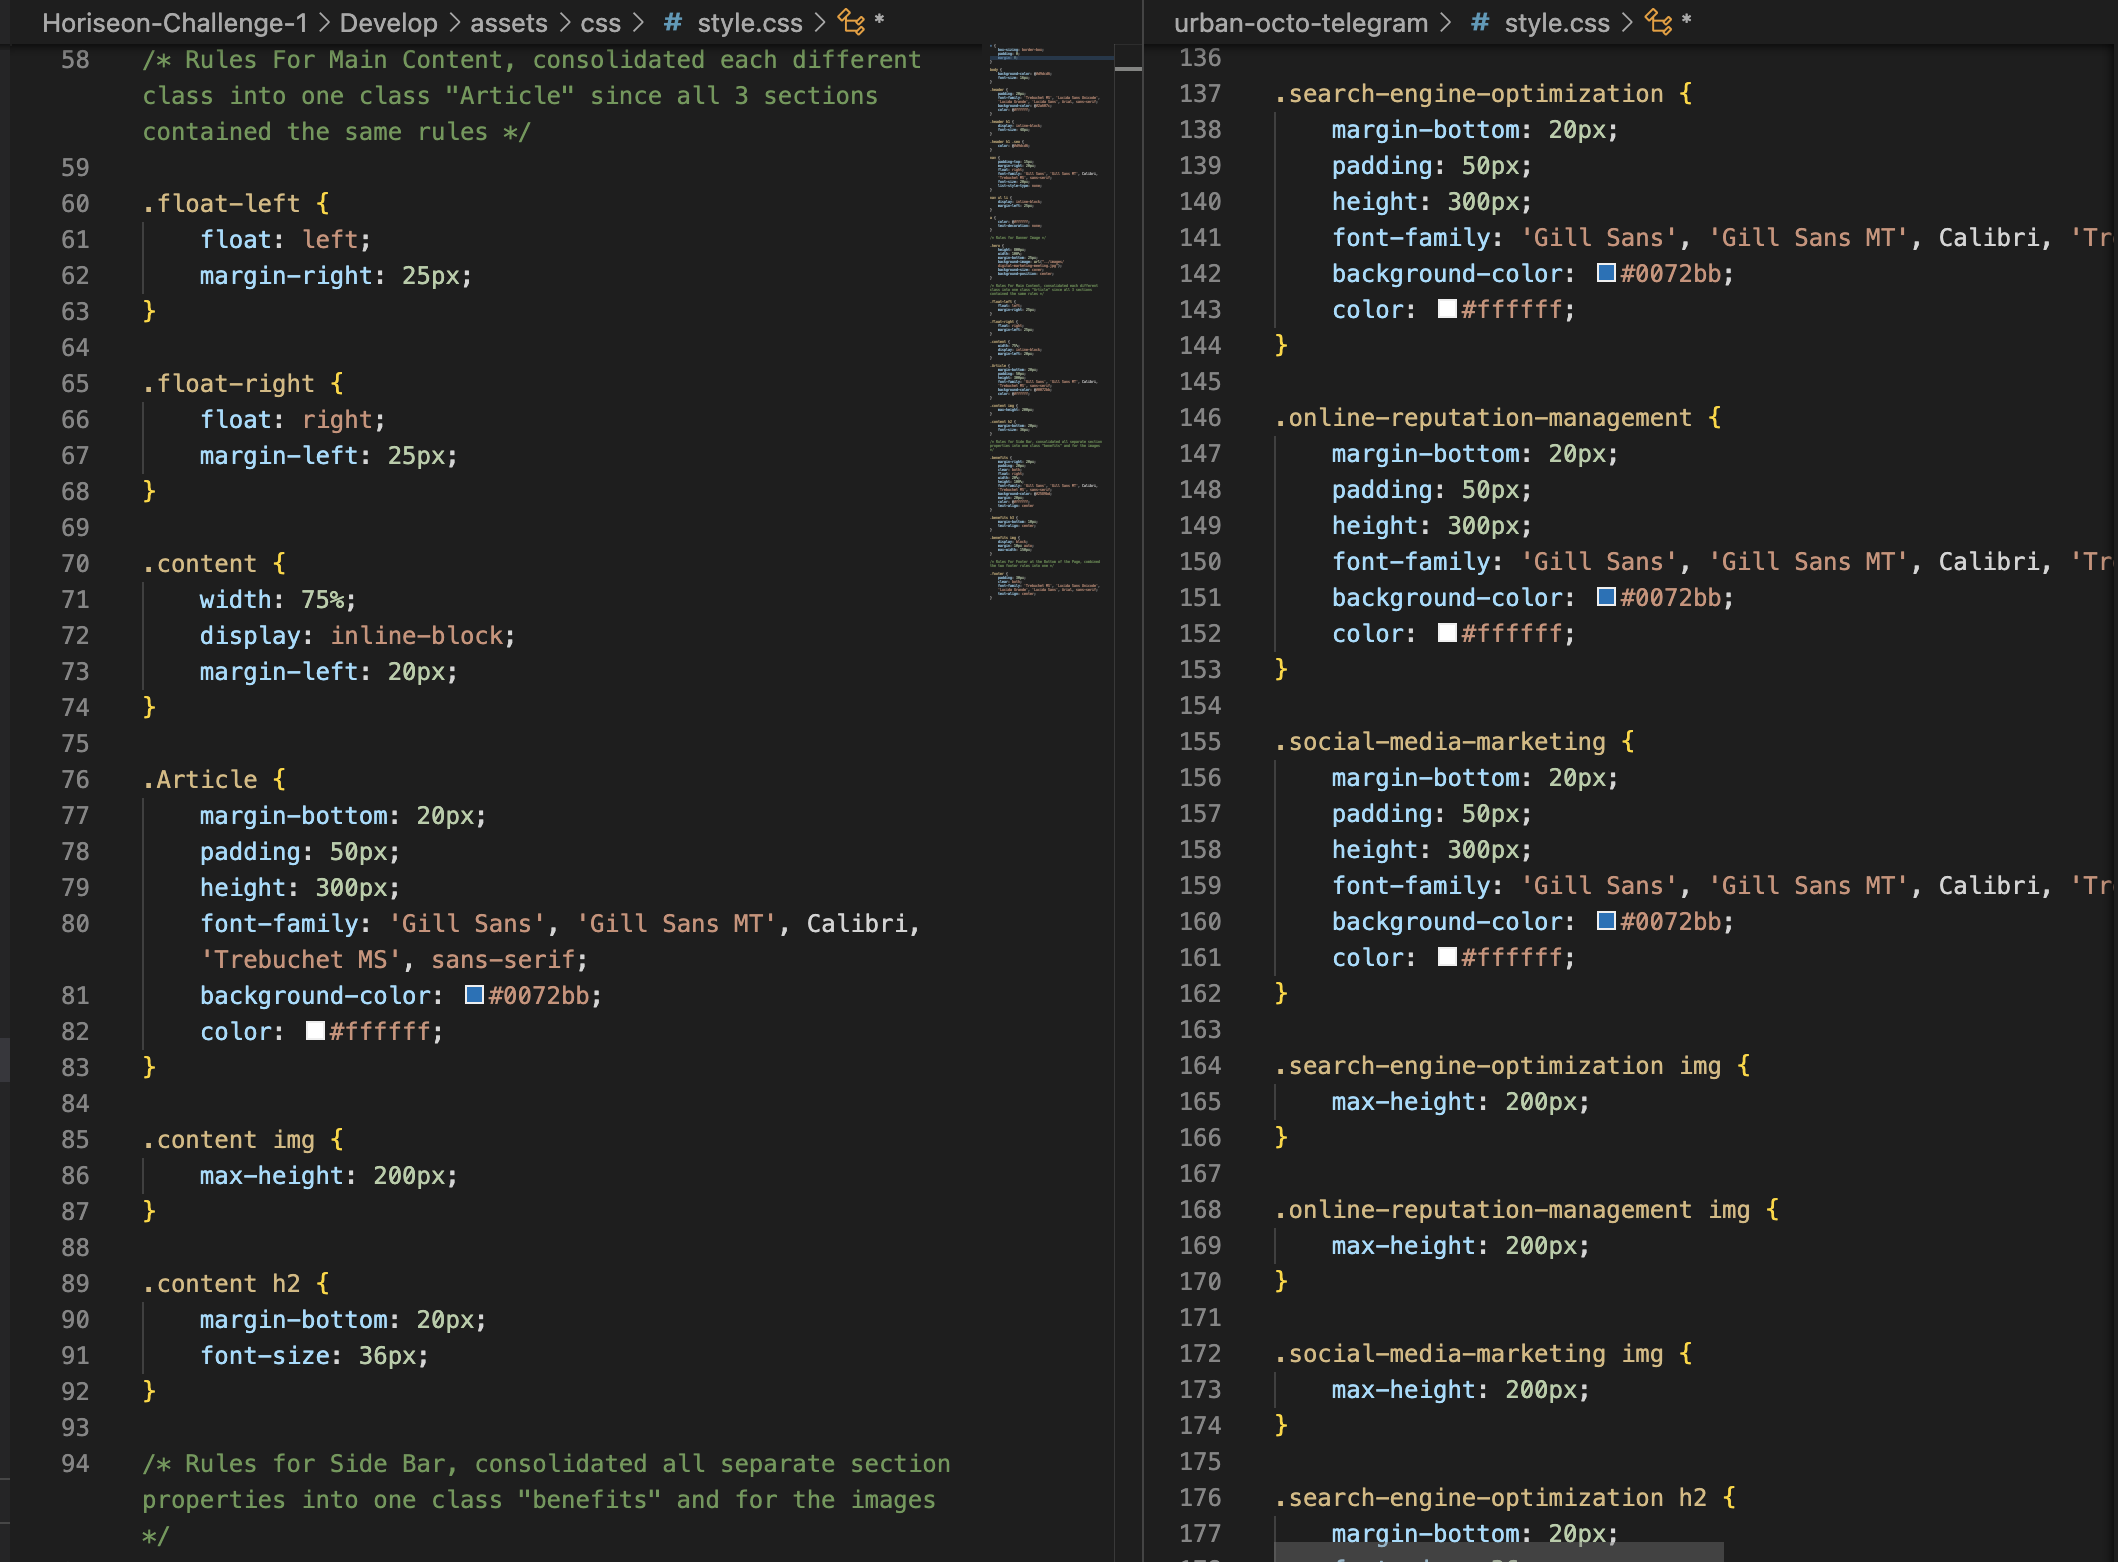 Horiseon-Challenge-1 > Develop > assets > css > # style.css > *
58 /* Rules For Main Content, consolidated each different
class into one class "Article" since all 3 sections
contained the same rules */
59
60 .float-left {
61 float: left;
62 margin-right: 25px;
63 }
64
65 .float-right {
66 float: right;
67 margin-left: 25px;
68 }
69
70 .content {
71 width: 75%;
72 display: inline-block;
73 margin-left: 20px;
74 }
75
76 .Article {
77 margin-bottom: 20px;
78 padding: 50px;
79 height: 300px;
80 font-family: 'Gill Sans', 'Gill Sans MT', Calibri,
'Trebuchet MS', sans-serif;
81 background-color: #0072bb;
82 color: #ffffff;
83 }
84
85 .content img {
86 max-height: 200px;
87 }
88
89 .content h2 {
90 margin-bottom: 20px;
91 font-size: 36px;
92 }
93
94 /* Rules for Side Bar, consolidated all separate section
properties into one class "benefits" and for the images
*/
urban-octo-telegram > # style.css > *
136
137 .search-engine-optimization {
138 margin-bottom: 20px;
139 padding: 50px;
140 height: 300px;
141 font-family: 'Gill Sans', 'Gill Sans MT', Calibri, 'Tr
142 background-color: #0072bb;
143 color: #ffffff;
144 }
145
146 .online-reputation-management {
147 margin-bottom: 20px;
148 padding: 50px;
149 height: 300px;
150 font-family: 'Gill Sans', 'Gill Sans MT', Calibri, 'Tr
151 background-color: #0072bb;
152 color: #ffffff;
153 }
154
155 .social-media-marketing {
156 margin-bottom: 20px;
157 padding: 50px;
158 height: 300px;
159 font-family: 'Gill Sans', 'Gill Sans MT', Calibri, 'Tr
160 background-color: #0072bb;
161 color: #ffffff;
162 }
163
164 .search-engine-optimization img {
165 max-height: 200px;
166 }
167
168 .online-reputation-management img {
169 max-height: 200px;
170 }
171
172 .social-media-marketing img {
173 max-height: 200px;
174 }
175
176 .search-engine-optimization h2 {
177 margin-bottom: 20px;